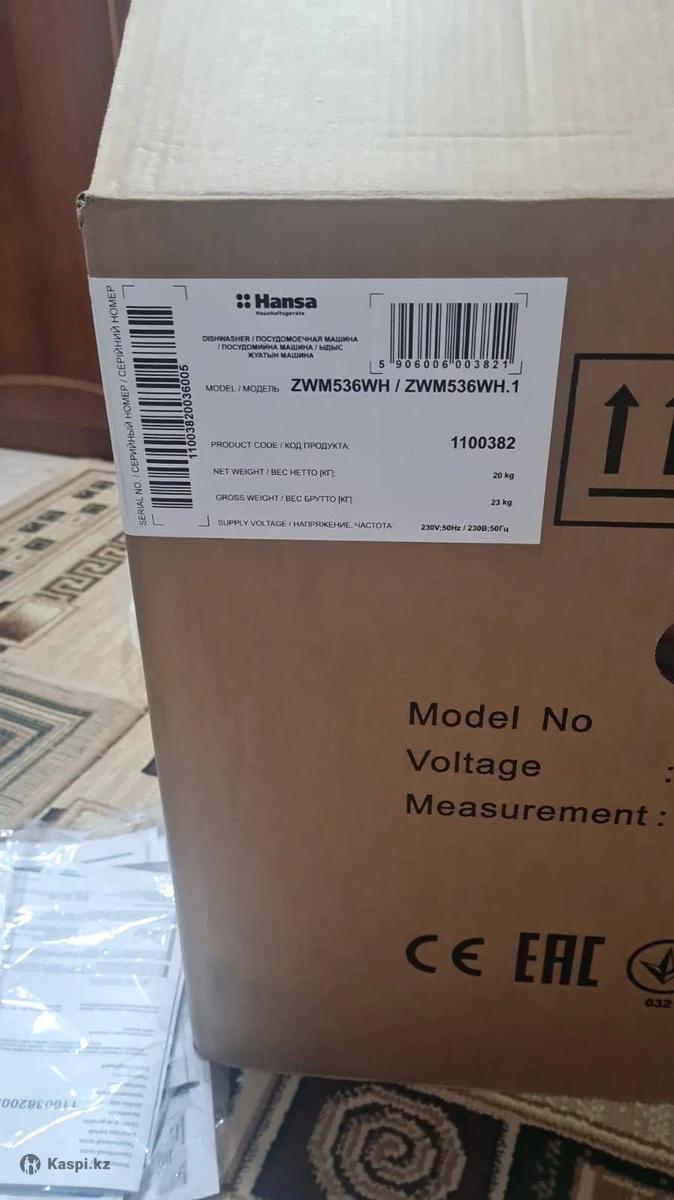 SERIAL NO. / СЕРИЙНЫЙ НОМЕР / СЕРІЙНИЙ НОМЕР
11003820036005
Hansa
Haushaltsgeräte
DISHWASHER / ПОСУДОМОЕЧНАЯ МАШИНА
/ ПОСУДОМИЙНА МАШИНА / ЫДЫС
ЖУАТЫН МАШИНА
5 906006 003821
MODEL / МОДЕЛЬ ZWM536WH / ZWM536WH.1
PRODUCT CODE / КОД ПРОДУКТА: 1100382
NET WEIGHT / ВЕС НЕТТО [КГ]: 20 kg
GROSS WEIGHT / ВЕС БРУТТО [КГ]: 23 kg
SUPPLY VOLTAGE / НАПРЯЖЕНИЕ, ЧАСТОТА: 230V;50Hz / 230В;50Гц
Model No
Voltage :
Measurement :
CE EAC
032
Kaspi.kz